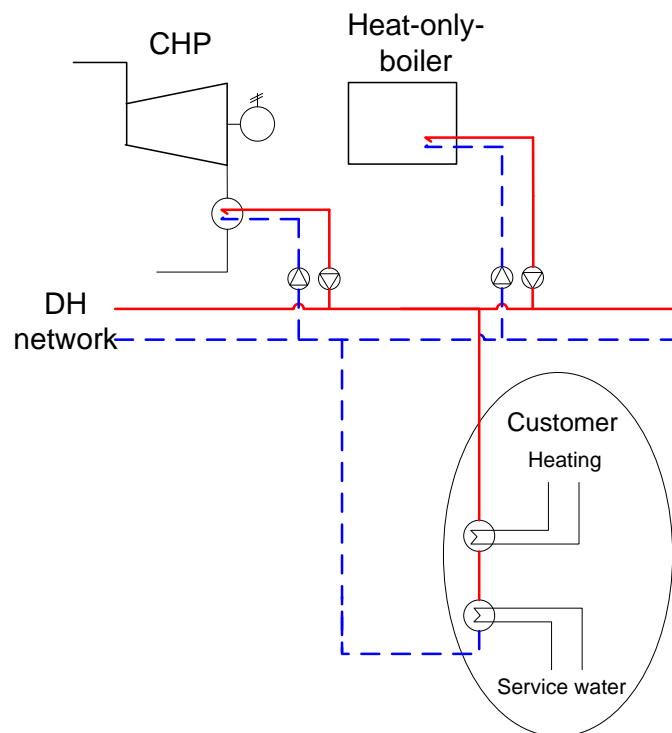 CHP
Heat-only-
boiler
DH
network
Customer
Heating
Service water